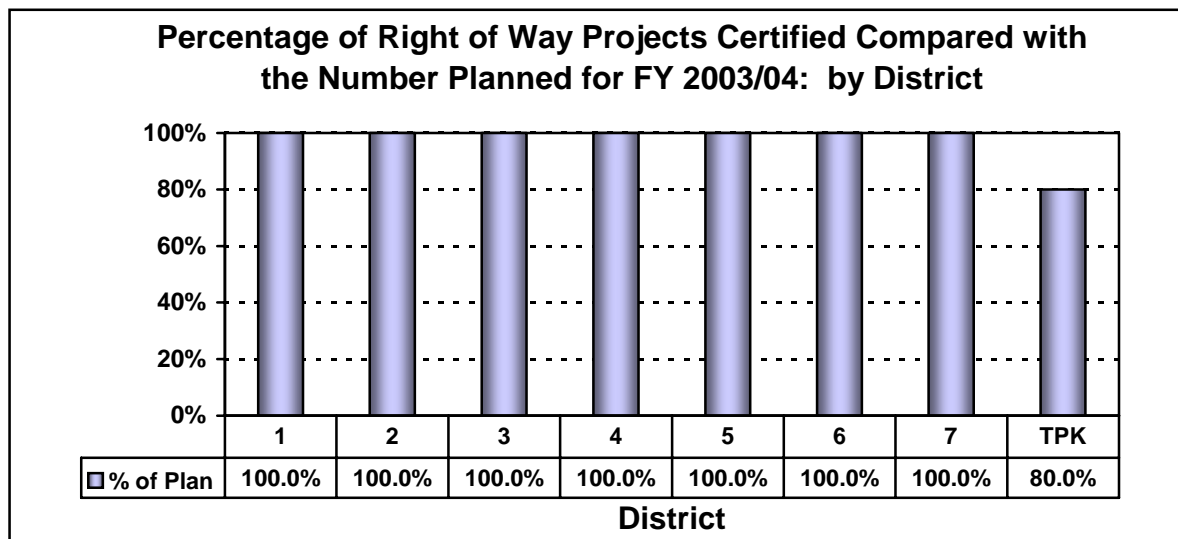 Percentage of Right of Way Projects Certified Compared with
the Number Planned for FY 2003/04:  by District
100%
80%
60%
40%
20%
0%
1 2 3 4 5 6 7 TPK
% of Plan 100.0% 100.0% 100.0% 100.0% 100.0% 100.0% 100.0% 80.0%
District